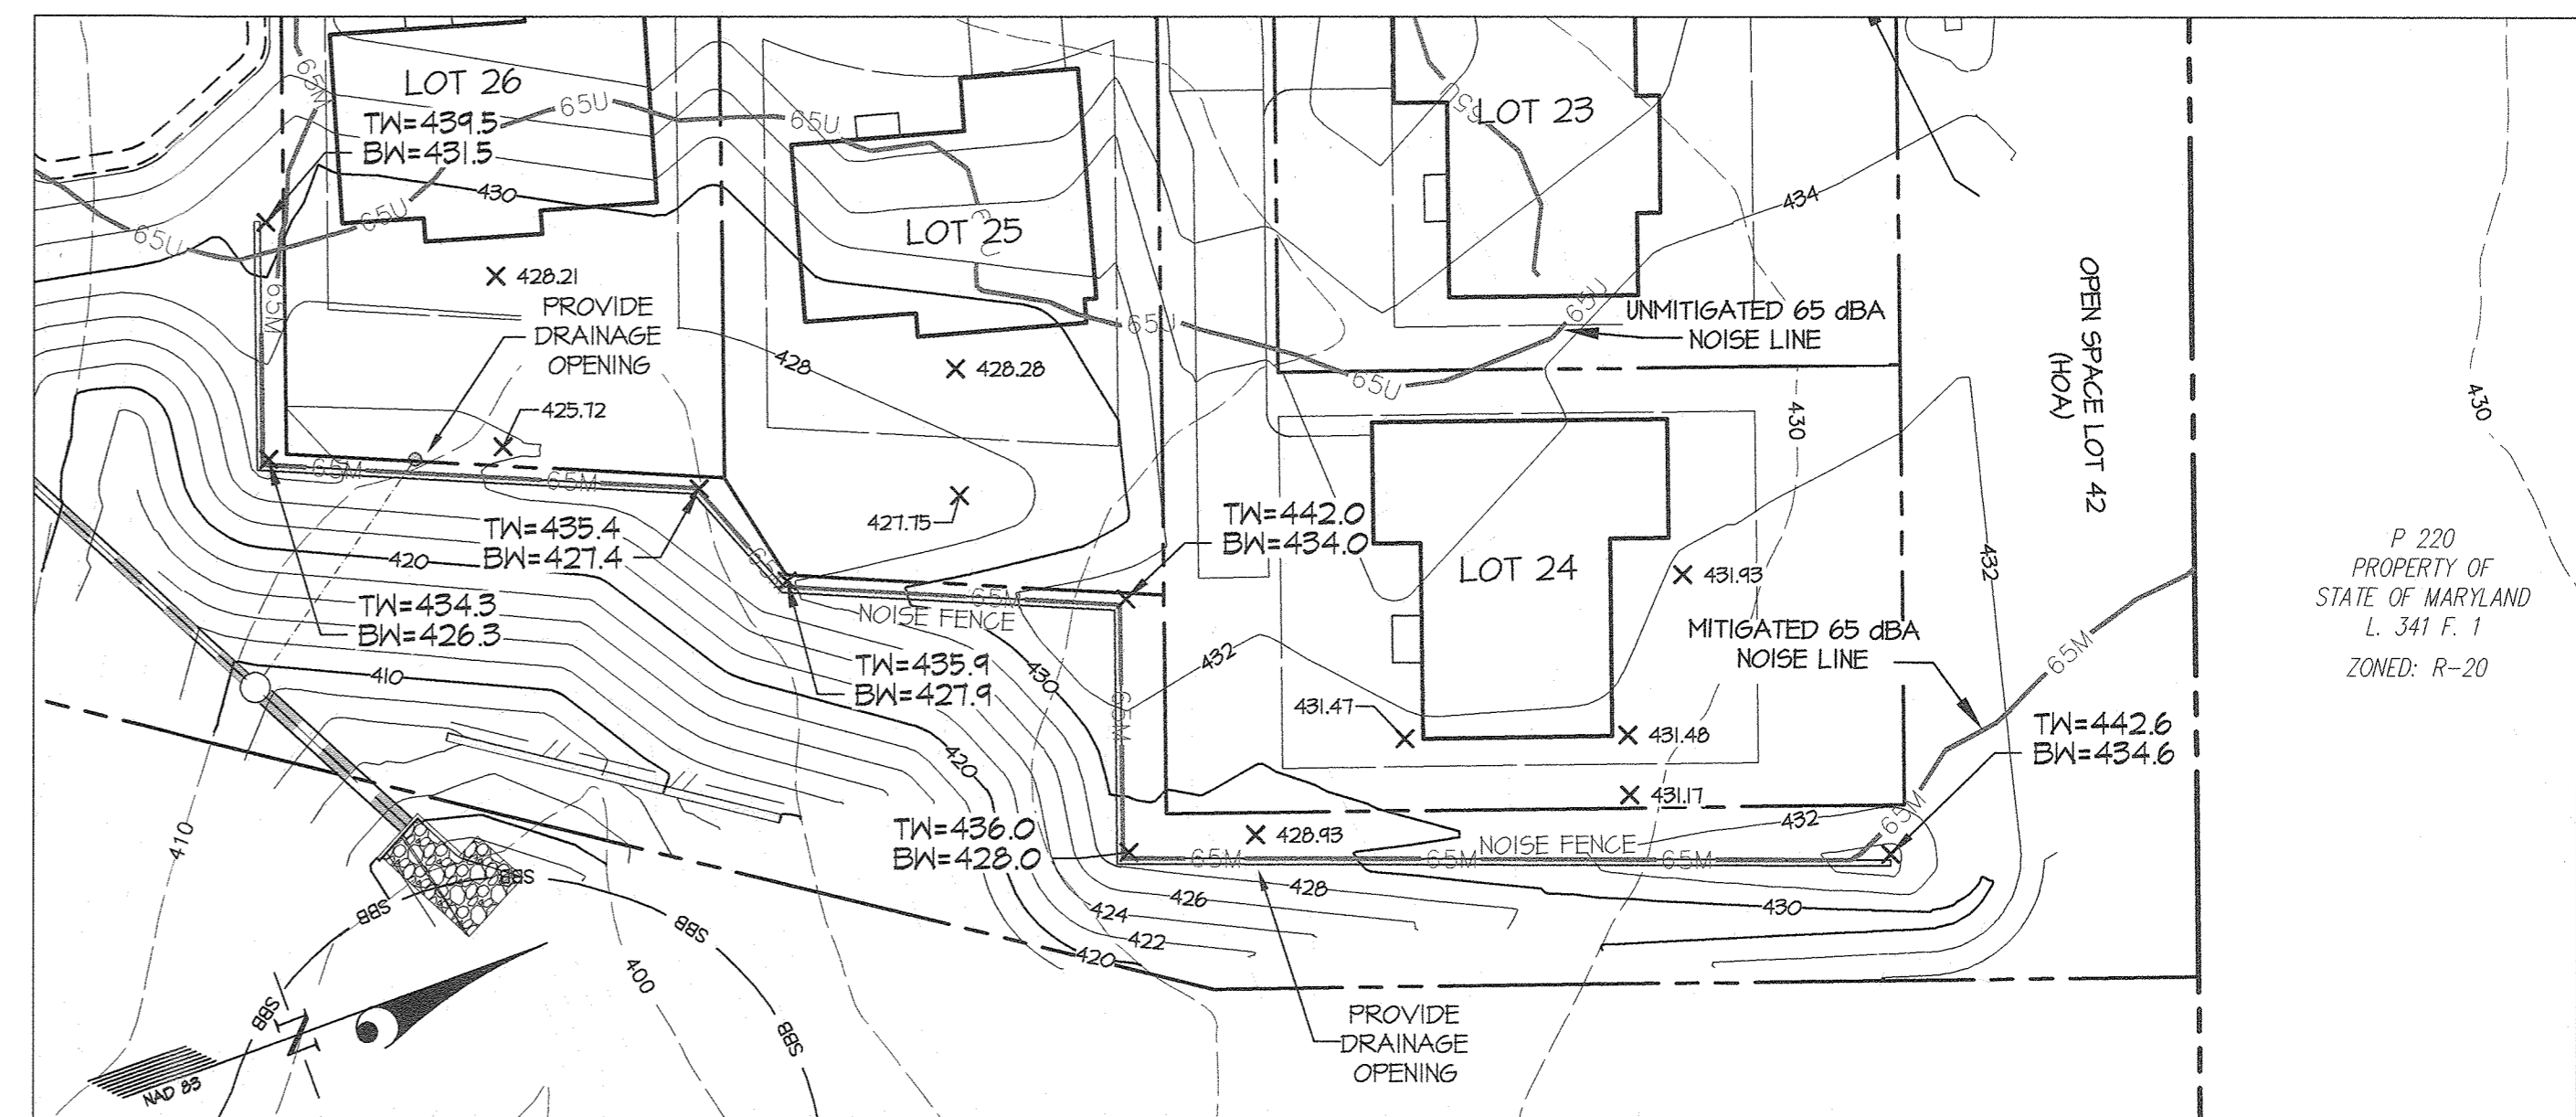 LOT 26
TW=439.5
BW=431.5
65M
65U
65U
65U
65U
430
65M
428.21
PROVIDE
DRAINAGE
OPENING
425.72
65M
65M
LOT 25
428
428.28
427.75
65U
LOT 23
65U
434
65U
UNMITIGATED 65 dBA
NOISE LINE
65U
430
OPEN SPACE LOT 42
(HOA)
430
P 220
PROPERTY OF
STATE OF MARYLAND
L. 341 F. 1
ZONED: R-20
TW=435.4
BW=427.4
420
TW=434.3
BW=426.3
410
65M
65M
NOISE FENCE
TW=435.9
BW=427.9
430
420
TW=442.0
BW=434.0
LOT 24
431.93
432
432
431.47
431.48
431.17
MITIGATED 65 dBA
NOISE LINE
65M
TW=442.6
BW=434.6
65M
65M
TW=436.0
BW=428.0
428.93
NOISE FENCE
432
65M
65M
65M
428
426
424
422
420
430
PROVIDE
DRAINAGE
OPENING
410
400
SBB
SBB
SBB
SBB
SBB
N
NAD 83